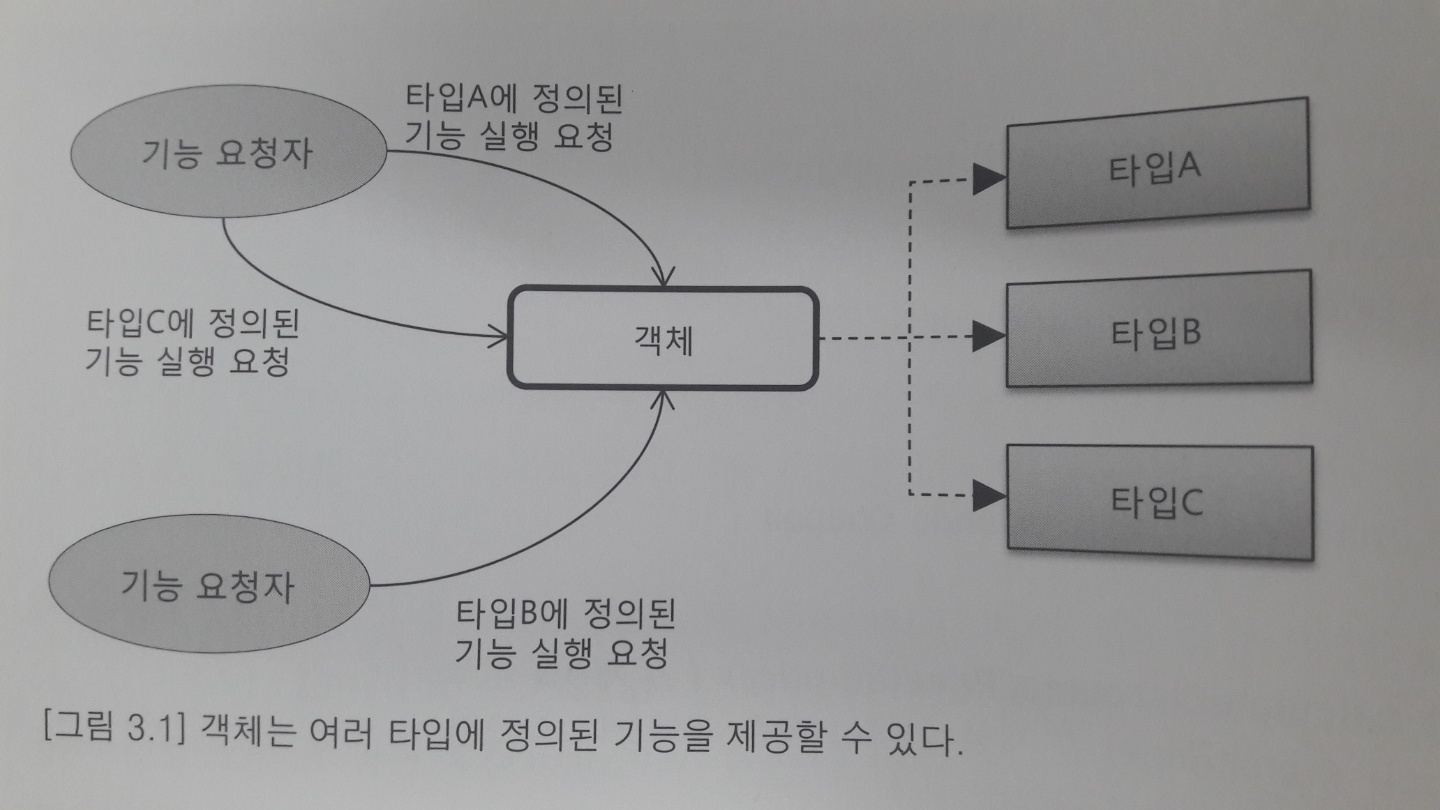 타입A에 정의된
기능 실행 요청
기능 요청자
타입A
타입C에 정의된
기능 실행 요청
객체
타입B
타입C
기능 요청자
타입B에 정의된
기능 실행 요청
[그림 3.1] 객체는 여러 타입에 정의된 기능을 제공할 수 있다.